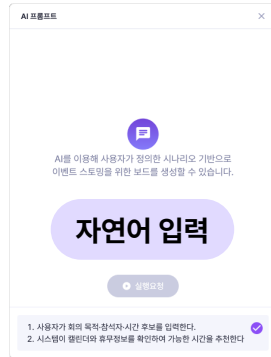 AI 프롬프트
AI를 이용해 사용자가 정의한 시나리오 기반으로
이벤트 스토밍을 위한 보드를 생성할 수 있습니다.
자연어 입력
실행요청
1. 사용자가 회의 목적·참석자·시간 후보를 입력한다.
2. 시스템이 캘린더와 휴무정보를 확인하여 가능한 시간을 추천한다